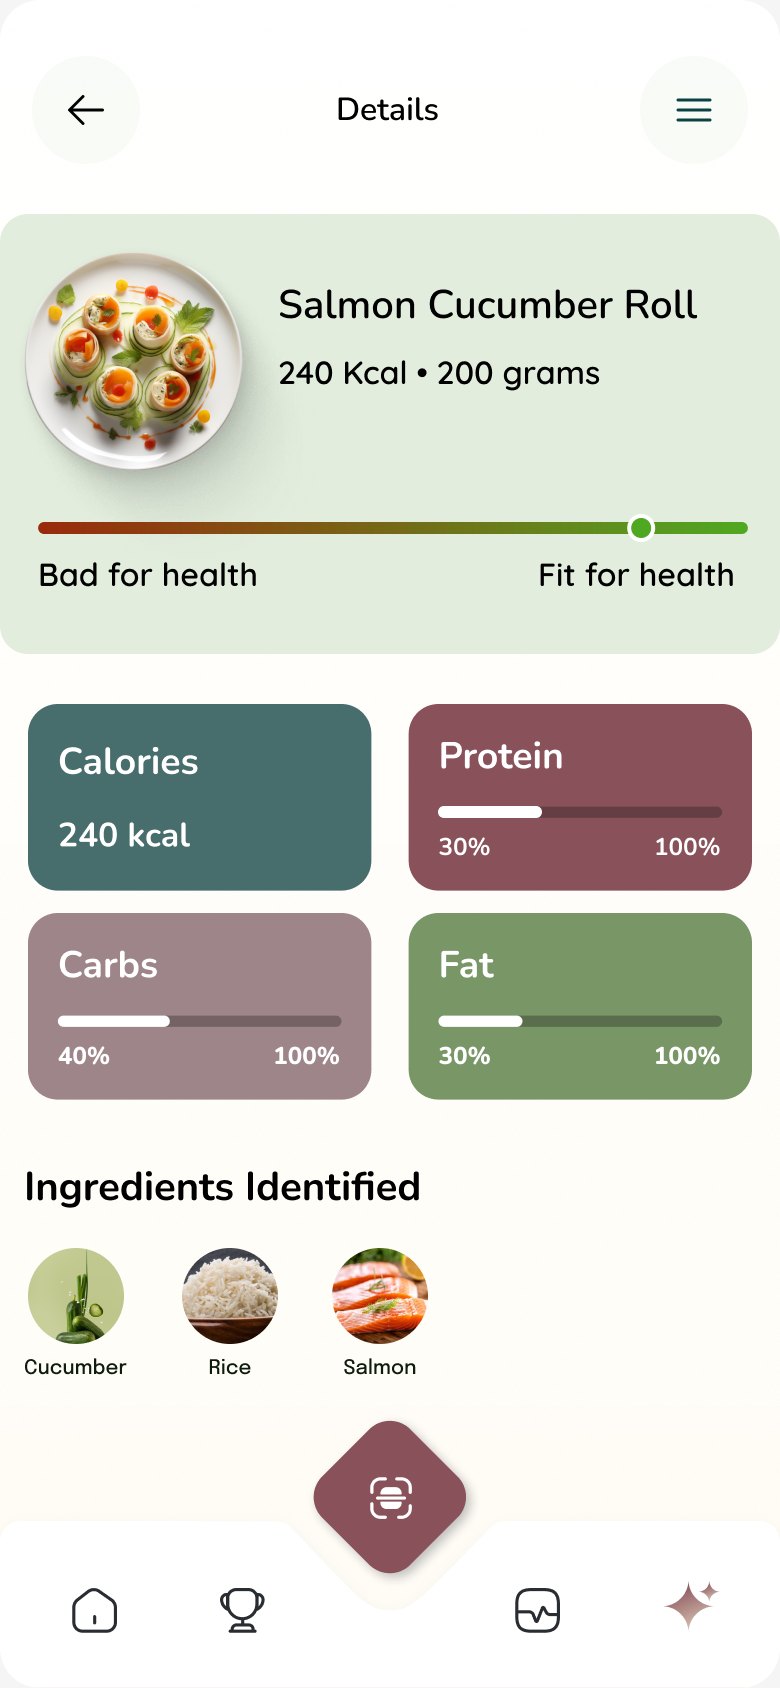 Details
Salmon Cucumber Roll
240 Kcal • 200 grams
Bad for health
Fit for health
Calories
240 kcal
Protein
30%
100%
Carbs
40%
100%
Fat
30%
100%
Ingredients Identified
Cucumber
Rice
Salmon